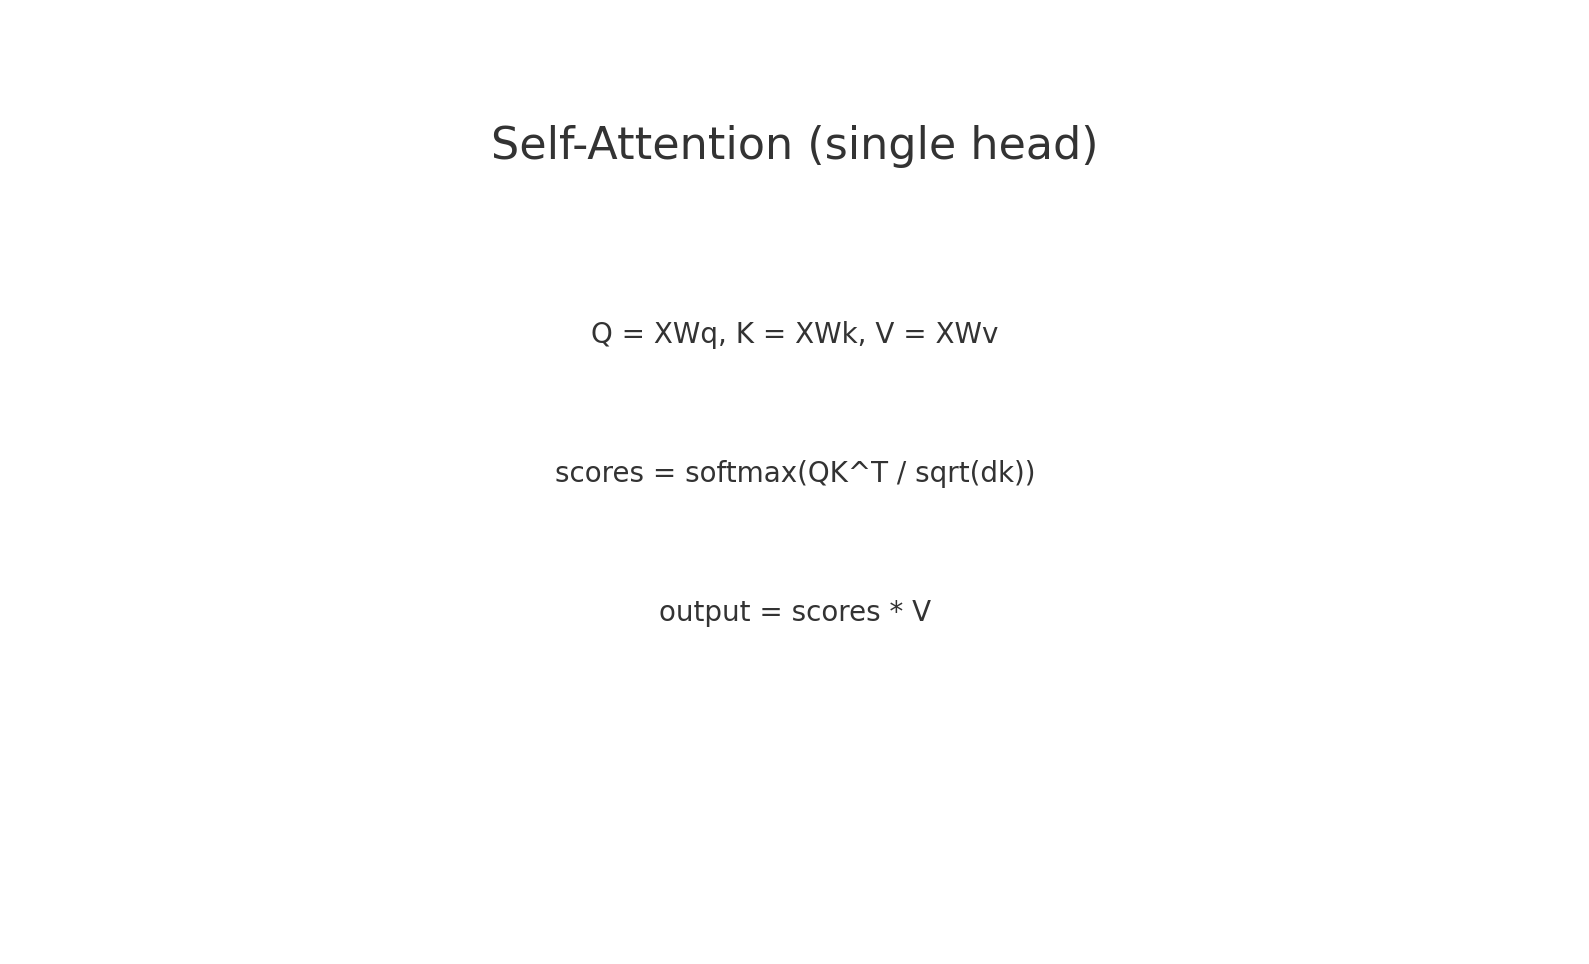 Self-Attention (single head)
Q = XWq, K = XWk, V = XWv
scores = softmax(QK^T / sqrt(dk))
output = scores * V